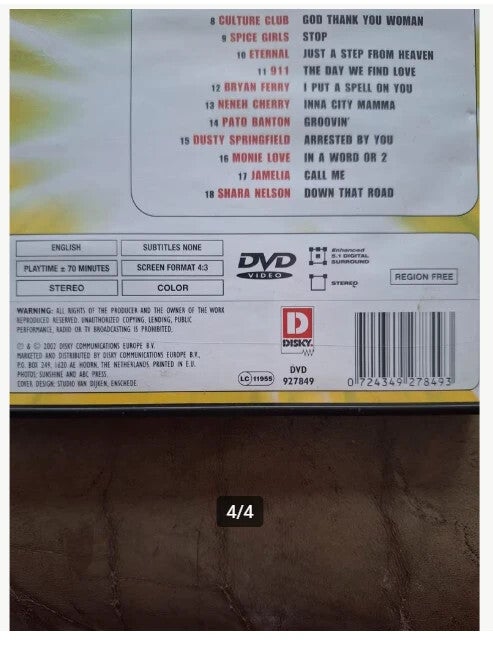 8 CULTURE CLUB GOD THANK YOU WOMAN
9 SPICE GIRLS STOP
10 ETERNAL JUST A STEP FROM HEAVEN
11 911 THE DAY WE FIND LOVE
12 BRYAN FERRY I PUT A SPELL ON YOU
13 NENEH CHERRY INNA CITY MAMMA
14 PATO BANTON GROOVIN'
15 DUSTY SPRINGFIELD ARRESTED BY YOU
16 MONIE LOVE IN A WORD OR 2
17 JAMELIA CALL ME
18 SHARA NELSON DOWN THAT ROAD
ENGLISH SUBTITLES NONE
PLAYTIME ± 70 MINUTES SCREEN FORMAT 4:3
STEREO COLOR
DVD
VIDEO
Enhanced
5.1 DIGITAL
SURROUND
STEREO
REGION FREE
WARNING: ALL RIGHTS OF THE PRODUCER AND THE OWNER OF THE WORK
REPRODUCED RESERVED. UNAUTHORIZED COPYING, LENDING, PUBLIC
PERFORMANCE, RADIO OR TV BROADCASTING IS PROHIBITED.
℗ & © 2002 DISKY COMMUNICATIONS EUROPE B.V.
MARKETED AND DISTRIBUTED BY DISKY COMMUNICATIONS EUROPE B.V.,
P.O. BOX 249, 1620 AE HOORN, THE NETHERLANDS. PRINTED IN E.U.
PHOTOS: SUNSHINE AND ABC PRESS.
COVER DESIGN: STUDIO VAN DIJKEN, ENSCHEDE.
D
DISKY.
LC 11955
DVD
927849
0 724349 278493
4/4